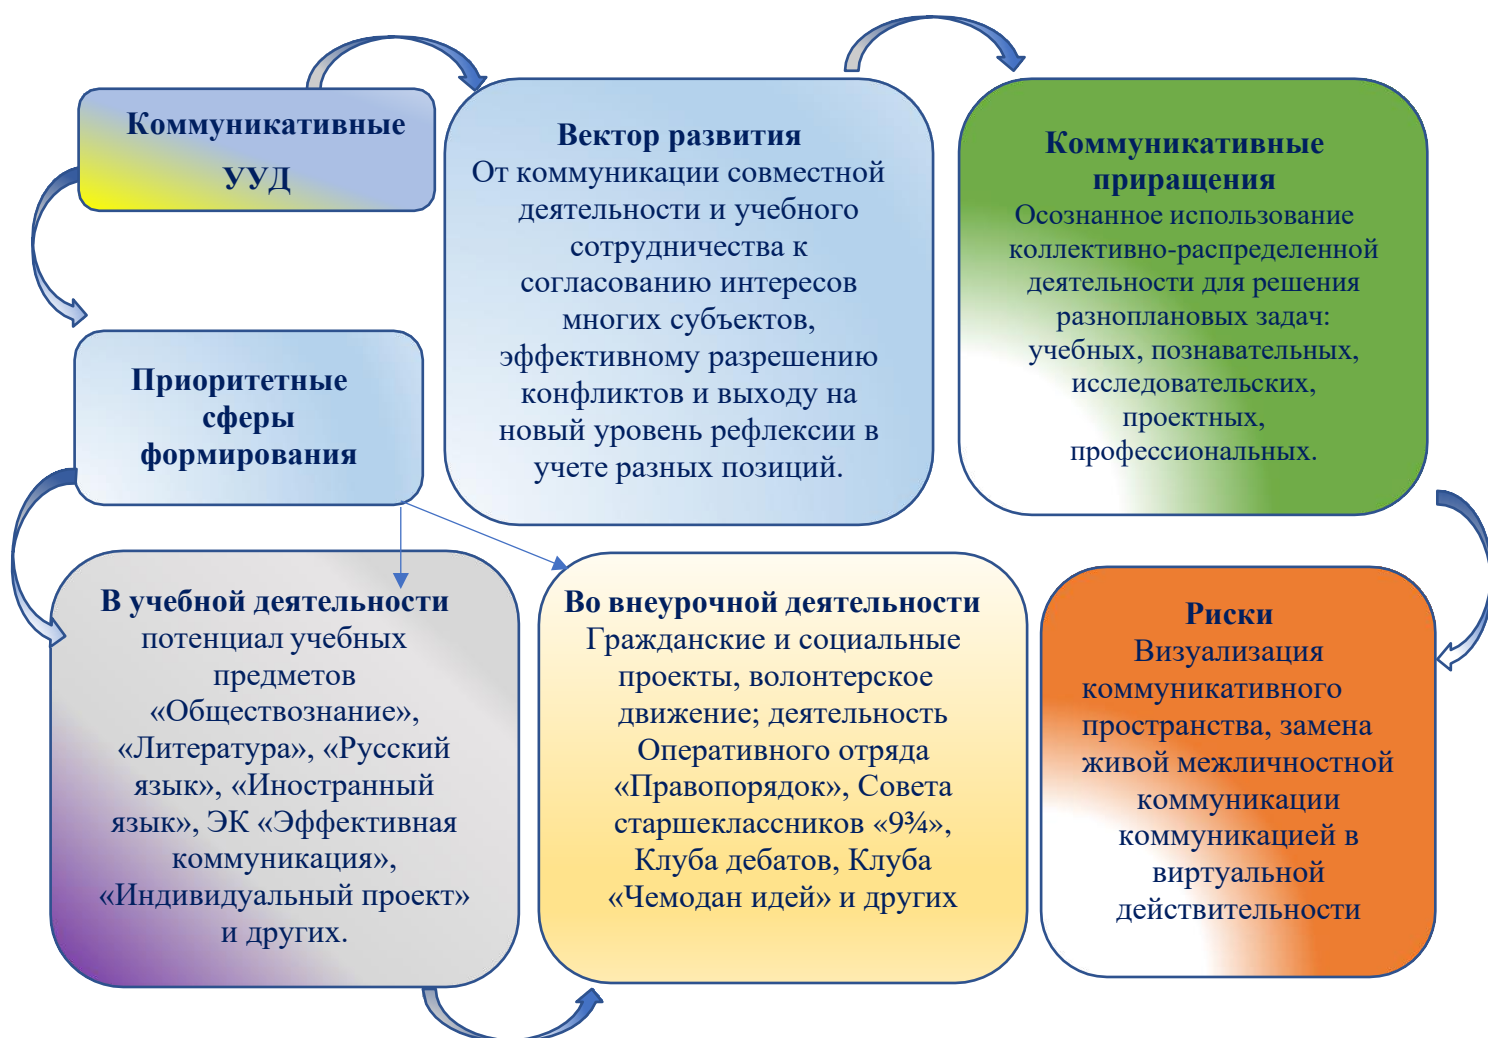 Коммуникативные
УУД
Вектор развития
От коммуникации совместной
деятельности и учебного
сотрудничества к
согласованию интересов
многих субъектов,
эффективному разрешению
конфликтов и выходу на
новый уровень рефлексии в
учете разных позиций.
Коммуникативные
приращения
Осознанное использование
коллективно-распределенной
деятельности для решения
разноплановых задач:
учебных, познавательных,
исследовательских,
проектных,
профессиональных.
Приоритетные
сферы
формирования
В учебной деятельности
потенциал учебных
предметов
«Обществознание»,
«Литература», «Русский
язык», «Иностранный
язык», ЭК «Эффективная
коммуникация»,
«Индивидуальный проект»
и других.
Во внеурочной деятельности
Гражданские и социальные
проекты, волонтерское
движение; деятельность
Оперативного отряда
«Правопорядок», Совета
старшеклассников «9¾»,
Клуба дебатов, Клуба
«Чемодан идей» и других
Риски
Визуализация
коммуникативного
пространства, замена
живой межличностной
коммуникации
коммуникацией в
виртуальной
действительности